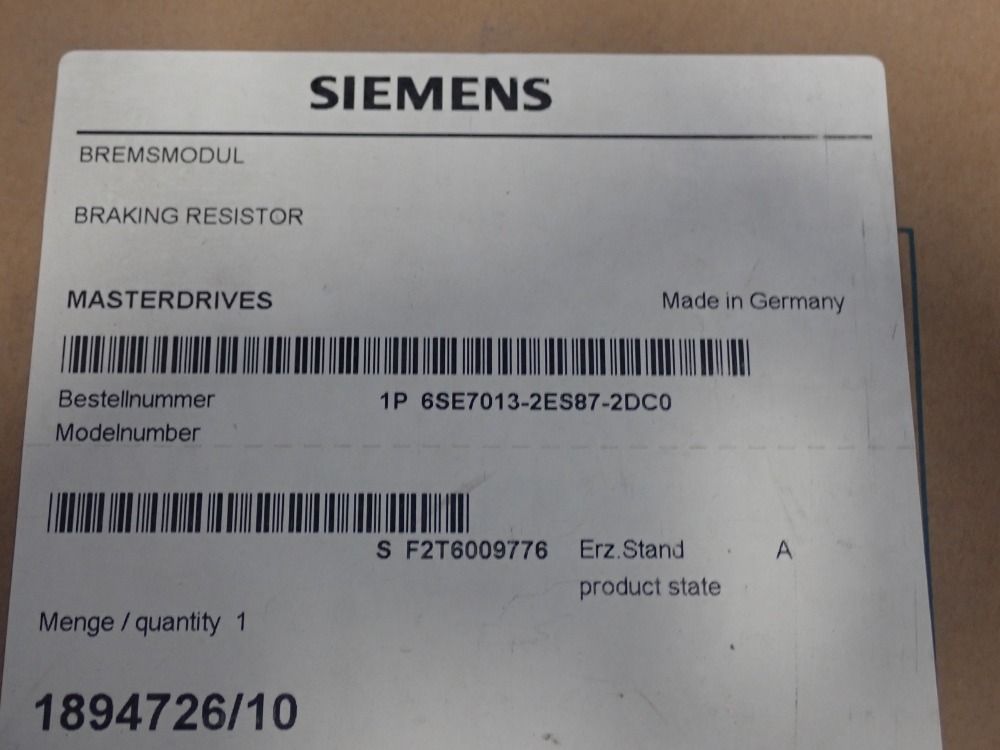 SIEMENS
BREMSMODUL
BRAKING RESISTOR
MASTERDRIVES Made in Germany
Bestellnummer 1P 6SE7013-2ES87-2DC0
Modelnumber
S F2T6009776 Erz.Stand A
product state
Menge / quantity 1
1894726/10